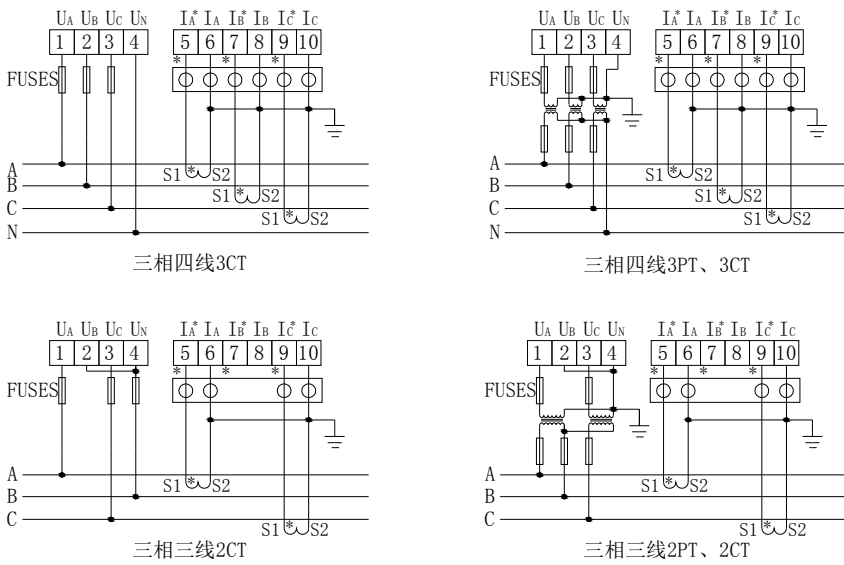 UA UB UC UN IA* IA IB* IB IC* IC
1 2 3 4 5 6 7 8 9 10
* * *
FUSES
A
S1 * S2
B
S1 * S2
C
S1 * S2
N
三相四线3CT
UA UB UC UN IA* IA IB* IB IC* IC
1 2 3 4 5 6 7 8 9 10
* * *
FUSES
A
S1 * S2
B
S1 * S2
C
S1 * S2
N
三相四线3PT、3CT
UA UB UC UN IA* IA IB* IB IC* IC
1 2 3 4 5 6 7 8 9 10
* * *
FUSES
A
S1 * S2
B
C
S1 * S2
三相三线2CT
UA UB UC UN IA* IA IB* IB IC* IC
1 2 3 4 5 6 7 8 9 10
* * *
FUSES
A
S1 * S2
B
C
S1 * S2
三相三线2PT、2CT